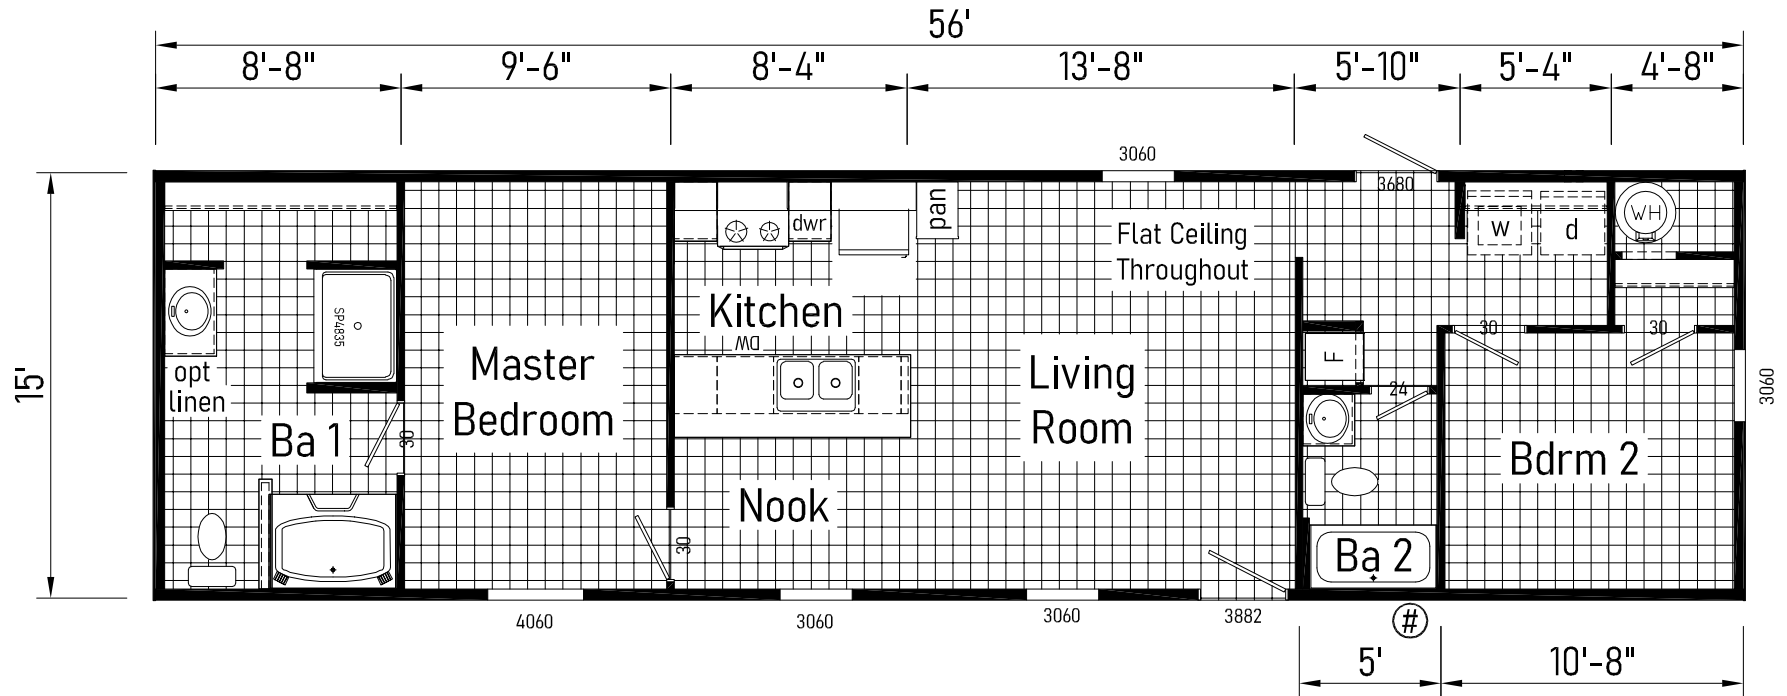 56'
8'-8" 9'-6" 8'-4" 13'-8" 5'-10" 5'-4" 4'-8"
3060
3680
15'
dwr
pan
Flat Ceiling
Throughout
w
d
WH
SP4835
Kitchen
DW
30
30
opt
linen
Master
Bedroom
Living
Room
F
24
3060
Ba 1
30
Bdrm 2
Nook
30
Ba 2
4060
3060
3060
3882
#
5'
10'-8"